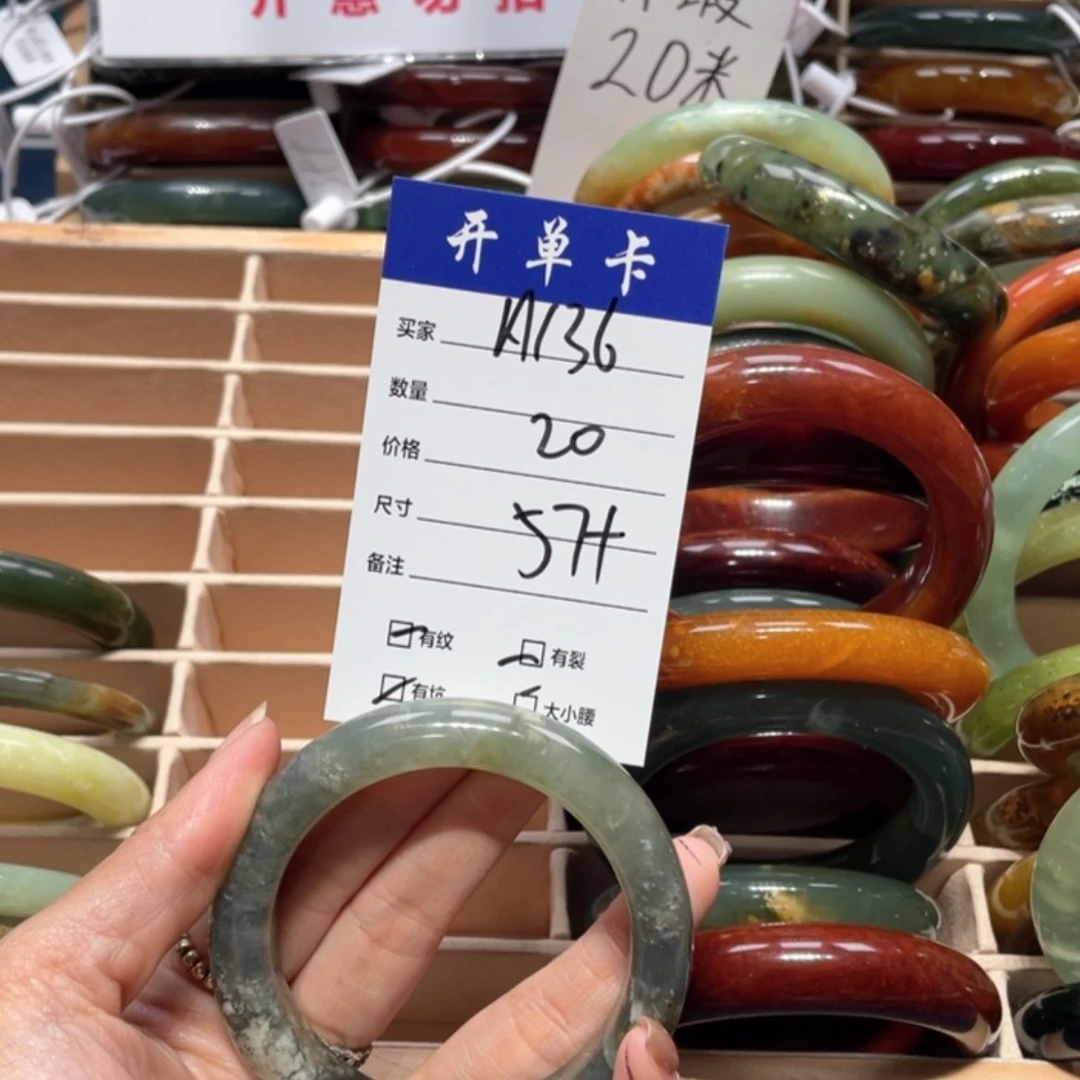 20米
开单卡
买家 A136
数量
价格 20
尺寸 57H
备注
有纹 有裂
有坑 大小腰